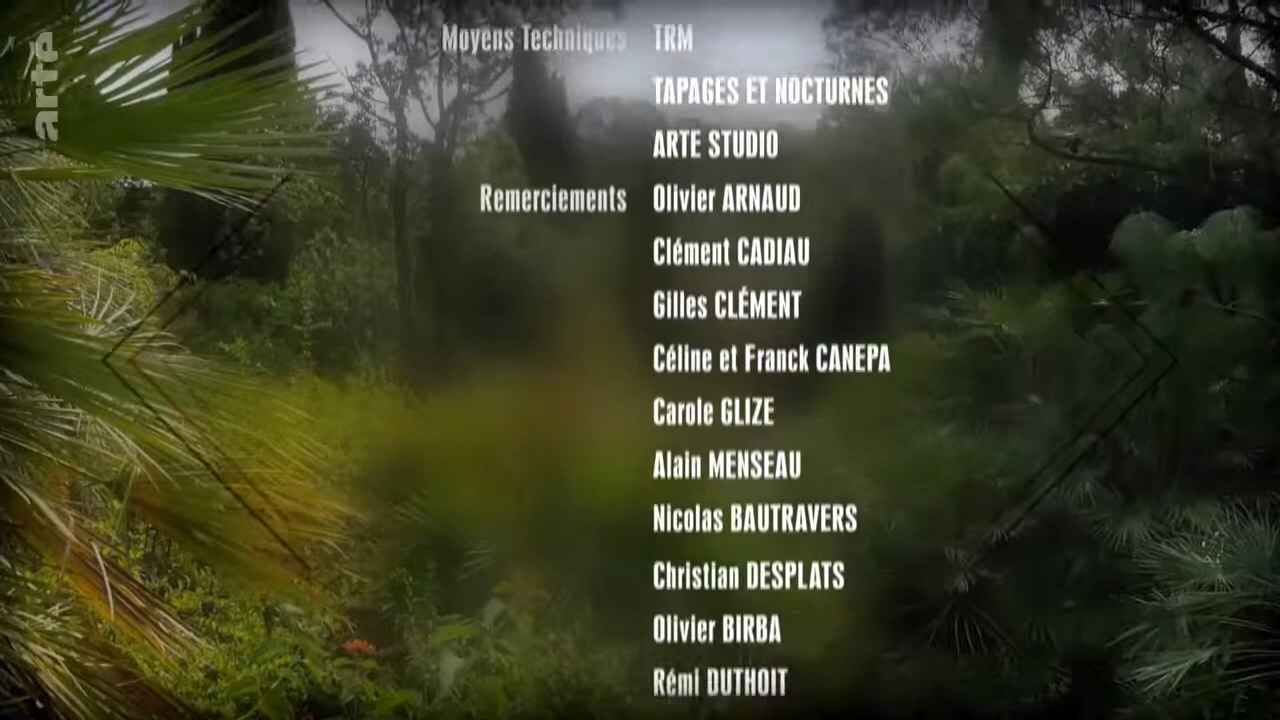 arte
Moyens Techniques TRM
TAPAGES ET NOCTURNES
ARTE STUDIO
Remerciements Olivier ARNAUD
Clément CADIAU
Gilles CLÉMENT
Céline et Franck CANEPA
Carole GLIZE
Alain MENSEAU
Nicolas BAUTRAVERS
Christian DESPLATS
Olivier BIRBA
Rémi DUTHOIT